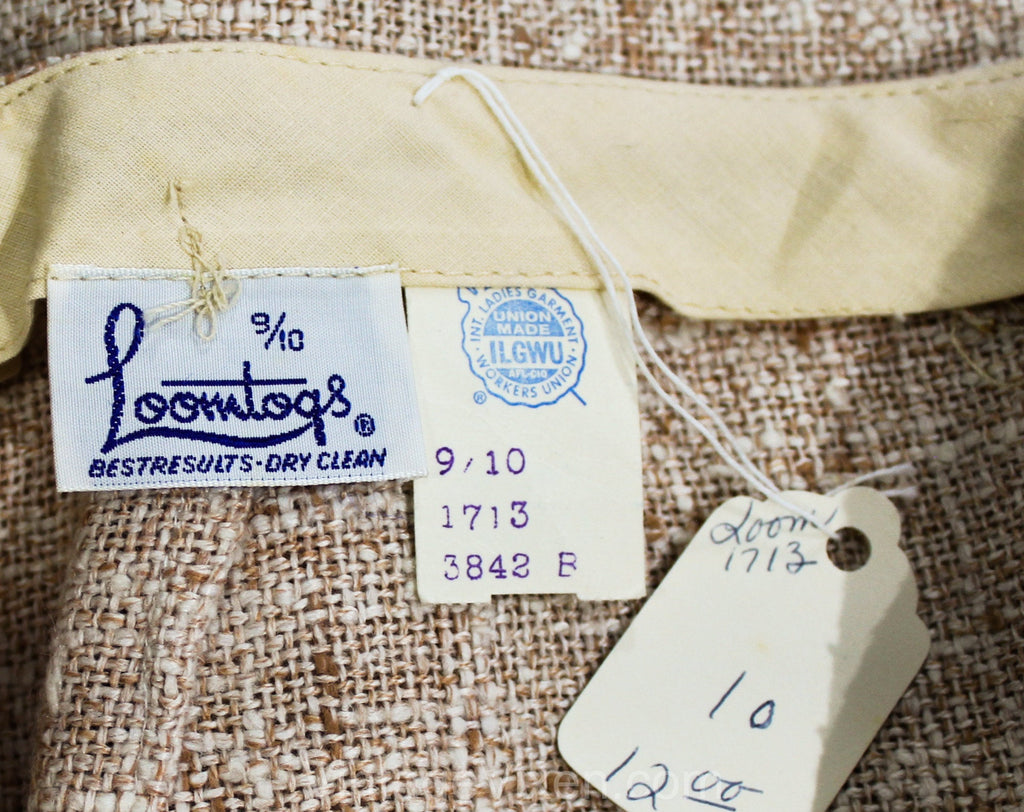 9/10
Loomtogs ®
BESTRESULTS-DRY CLEAN
INT. LADIES GARMENT
UNION
MADE
ILGWU
AFL-CIO
WORKERS UNION
®
9/10
1713
3842 B
Loom
1713
10
12.00